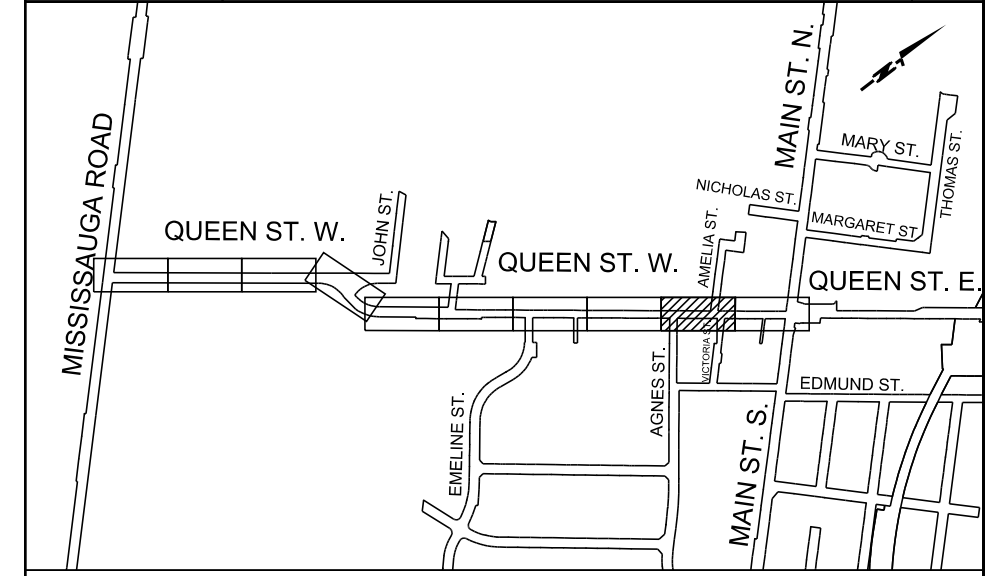 MAIN ST. N.
N
MARY ST.
THOMAS ST.
MISSISSAUGA ROAD
NICHOLAS ST.
JOHN ST.
AMELIA ST.
MARGARET ST
QUEEN ST. W.
QUEEN ST. W.
QUEEN ST. E.
VICTORIA ST.
AGNES ST.
EDMUND ST.
EMELINE ST.
MAIN ST. S.